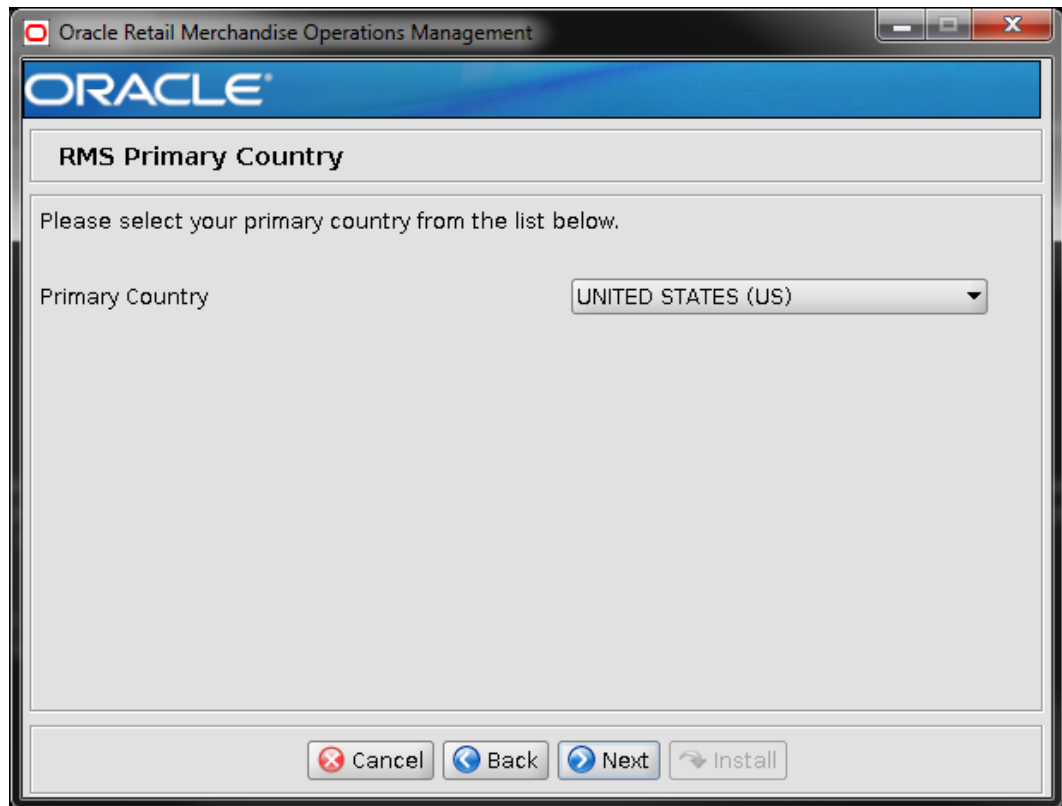 Oracle Retail Merchandise Operations Management
ORACLE®
RMS Primary Country
Please select your primary country from the list below.
Primary Country UNITED STATES (US)
Cancel Back Next Install